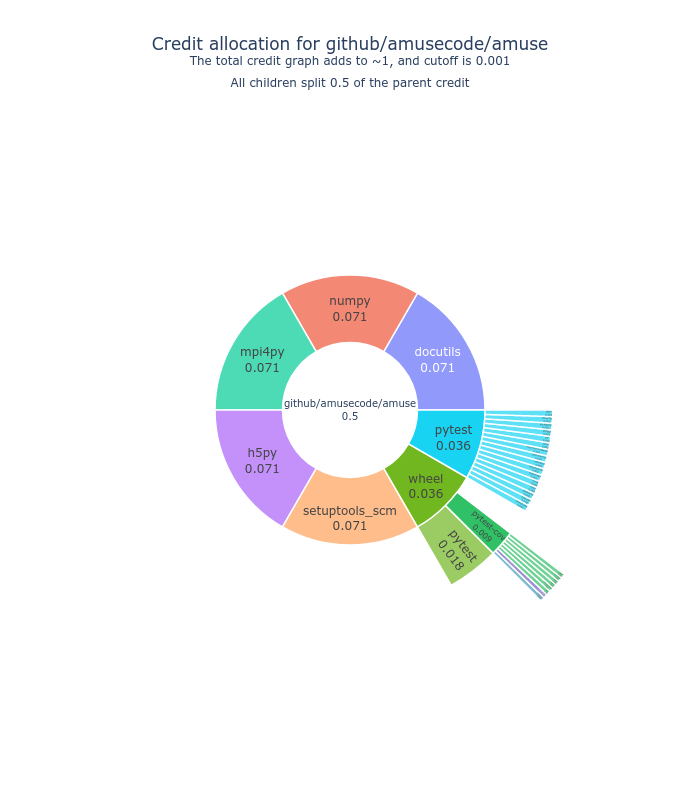 Credit allocation for github/amusecode/amuse
The total credit graph adds to ~1, and cutoff is 0.001
All children split 0.5 of the parent credit
numpy
0.071
mpi4py
0.071
docutils
0.071
github/amusecode/amuse
0.5
pytest
0.036
h5py
0.071
wheel
0.036
setuptools_scm
0.071
pytest-cov
0.009
pytest
0.018